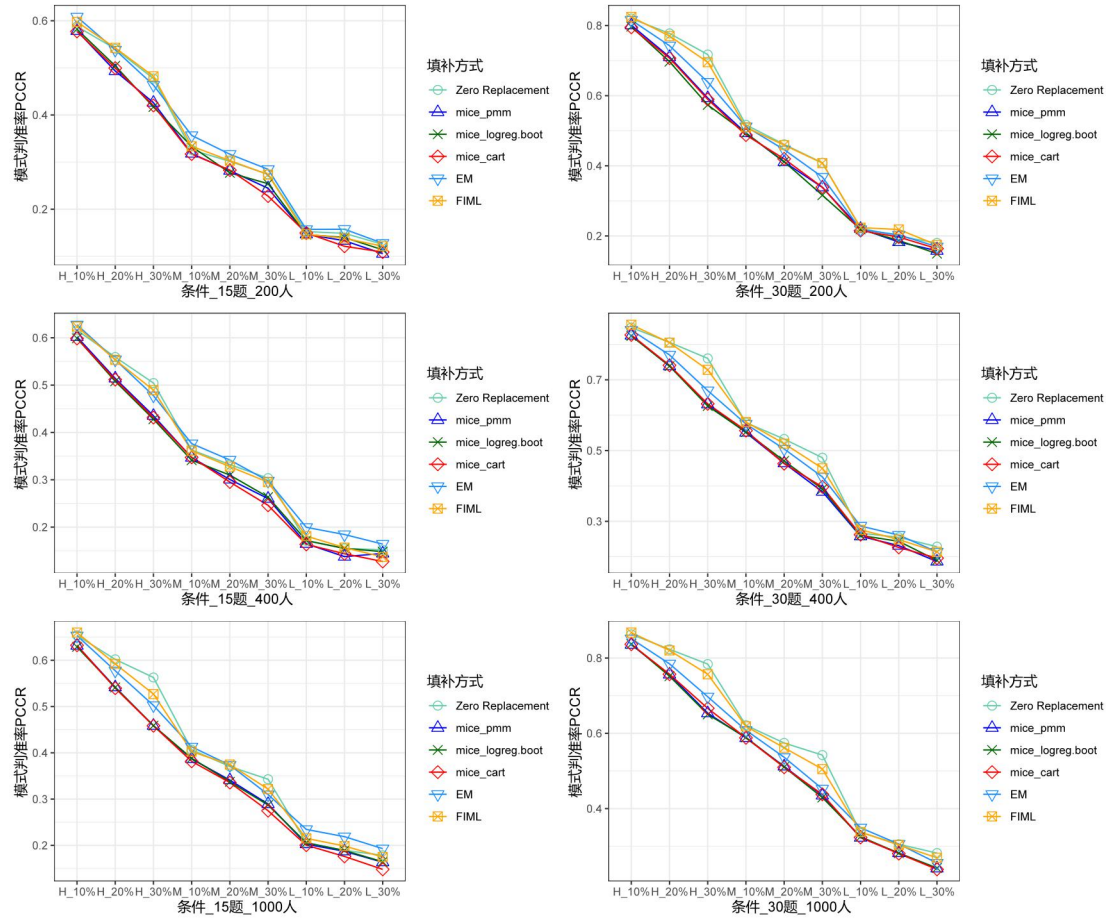 模式判准率PCCR
0.6
0.4
0.2
H_10% H_20% H_30% M_10% M_20% M_30% L_10% L_20% L_30%
条件_15题_200人
填补方式
Zero Replacement
mice_pmm
mice_logreg.boot
mice_cart
EM
FIML
模式判准率PCCR
0.8
0.6
0.4
0.2
H_10% H_20% H_30% M_10% M_20% M_30% L_10% L_20% L_30%
条件_30题_200人
填补方式
Zero Replacement
mice_pmm
mice_logreg.boot
mice_cart
EM
FIML
模式判准率PCCR
0.6
0.5
0.4
0.3
0.2
H_10% H_20% H_30% M_10% M_20% M_30% L_10% L_20% L_30%
条件_15题_400人
填补方式
Zero Replacement
mice_pmm
mice_logreg.boot
mice_cart
EM
FIML
模式判准率PCCR
0.7
0.5
0.3
H_10% H_20% H_30% M_10% M_20% M_30% L_10% L_20% L_30%
条件_30题_400人
填补方式
Zero Replacement
mice_pmm
mice_logreg.boot
mice_cart
EM
FIML
模式判准率PCCR
0.6
0.5
0.4
0.3
0.2
H_10% H_20% H_30% M_10% M_20% M_30% L_10% L_20% L_30%
条件_15题_1000人
填补方式
Zero Replacement
mice_pmm
mice_logreg.boot
mice_cart
EM
FIML
模式判准率PCCR
0.8
0.6
0.4
H_10% H_20% H_30% M_10% M_20% M_30% L_10% L_20% L_30%
条件_30题_1000人
填补方式
Zero Replacement
mice_pmm
mice_logreg.boot
mice_cart
EM
FIML